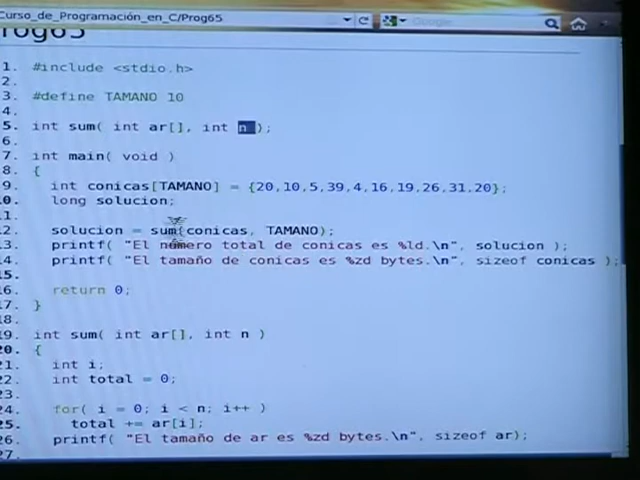 Curso_de_Programación_en_C/Prog65
Google
rog65
1. #include <stdio.h>
2.
3. #define TAMANO 10
4.
5. int sum( int ar[], int n );
6.
7. int main( void )
8. {
9. int conicas[TAMANO] = {20,10,5,39,4,16,19,26,31,20};
10. long solucion;
11.
12. solucion = sum(conicas, TAMANO);
13. printf( "El número total de conicas es %ld.\n", solucion );
14. printf( "El tamaño de conicas es %zd bytes.\n", sizeof conicas );
15.
16. return 0;
17. }
18.
19. int sum( int ar[], int n )
20. {
21. int i;
22. int total = 0;
23.
24. for( i = 0; i < n; i++ )
25. total += ar[i];
26. printf( "El tamaño de ar es %zd bytes.\n", sizeof ar);
27.